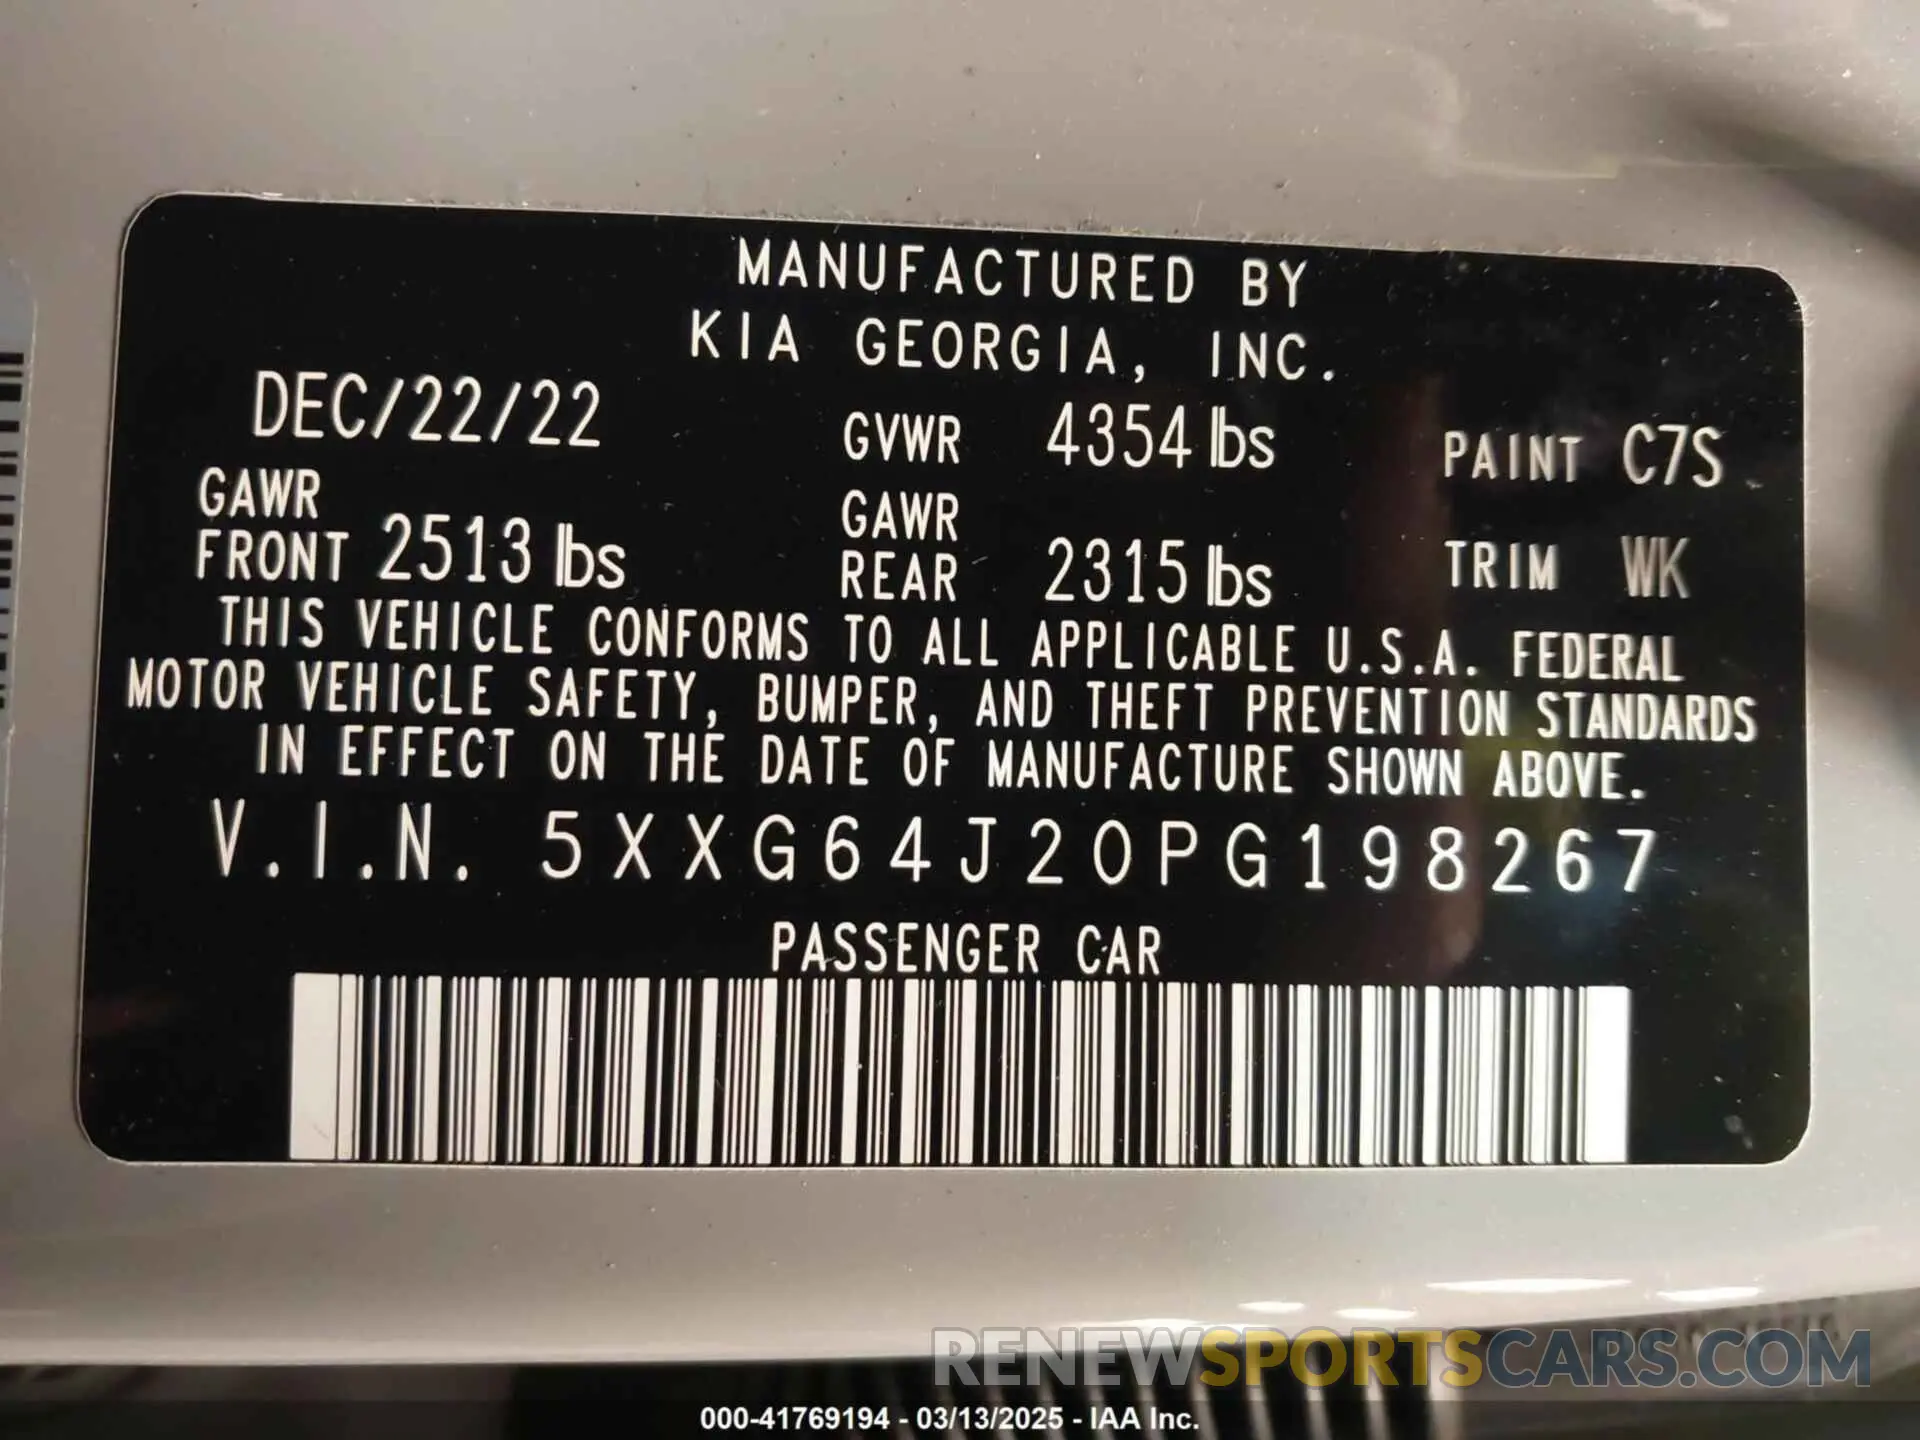 MANUFACTURED BY
KIA GEORGIA, INC.
DEC/22/22 GVWR 4354 lbs PAINT C7S
GAWR FRONT 2513 lbs GAWR REAR 2315 lbs TRIM WK
THIS VEHICLE CONFORMS TO ALL APPLICABLE U.S.A. FEDERAL
MOTOR VEHICLE SAFETY, BUMPER, AND THEFT PREVENTION STANDARDS
IN EFFECT ON THE DATE OF MANUFACTURE SHOWN ABOVE.
V.I.N. 5XXG64J20PG198267
PASSENGER CAR
RENEWSPORTSCARS.COM
000-41769194 - 03/13/2025 - IAA Inc.